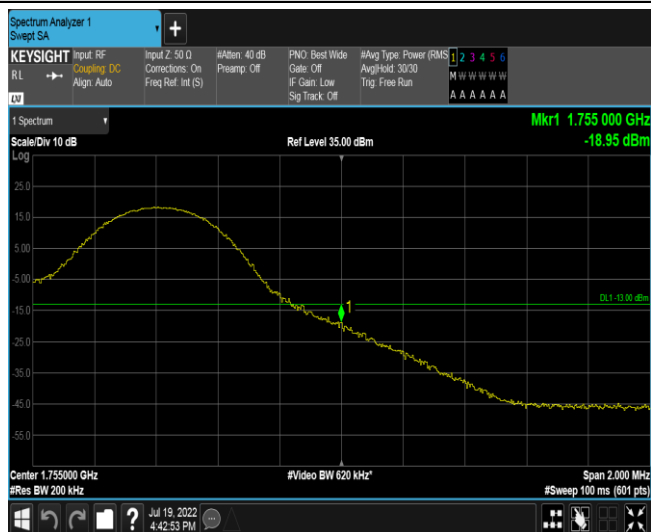 Spectrum Analyzer 1
Swept SA
KEYSIGHT
RL
LXI
Input: RF
Coupling: DC
Align: Auto
Input Z: 50 Ω
Corrections: On
Freq Ref: Int (S)
#Atten: 40 dB
Preamp: Off
PNO: Best Wide
Gate: Off
IF Gain: Low
Sig Track: Off
#Avg Type: Power (RMS
Avg|Hold: 30/30
Trig: Free Run
1 2 3 4 5 6
M W W W W W
A A A A A A
1 Spectrum
Scale/Div 10 dB
Log
Ref Level 35.00 dBm
Mkr1 1.755 000 GHz
-18.95 dBm
25.0
15.0
5.00
-5.00
-15.0
-25.0
-35.0
-45.0
-55.0
DL1 -13.00 dBm
1
Center 1.755000 GHz
#Res BW 200 kHz
#Video BW 620 kHz*
Span 2.000 MHz
#Sweep 100 ms (601 pts)
?
Jul 19, 2022
4:42:53 PM